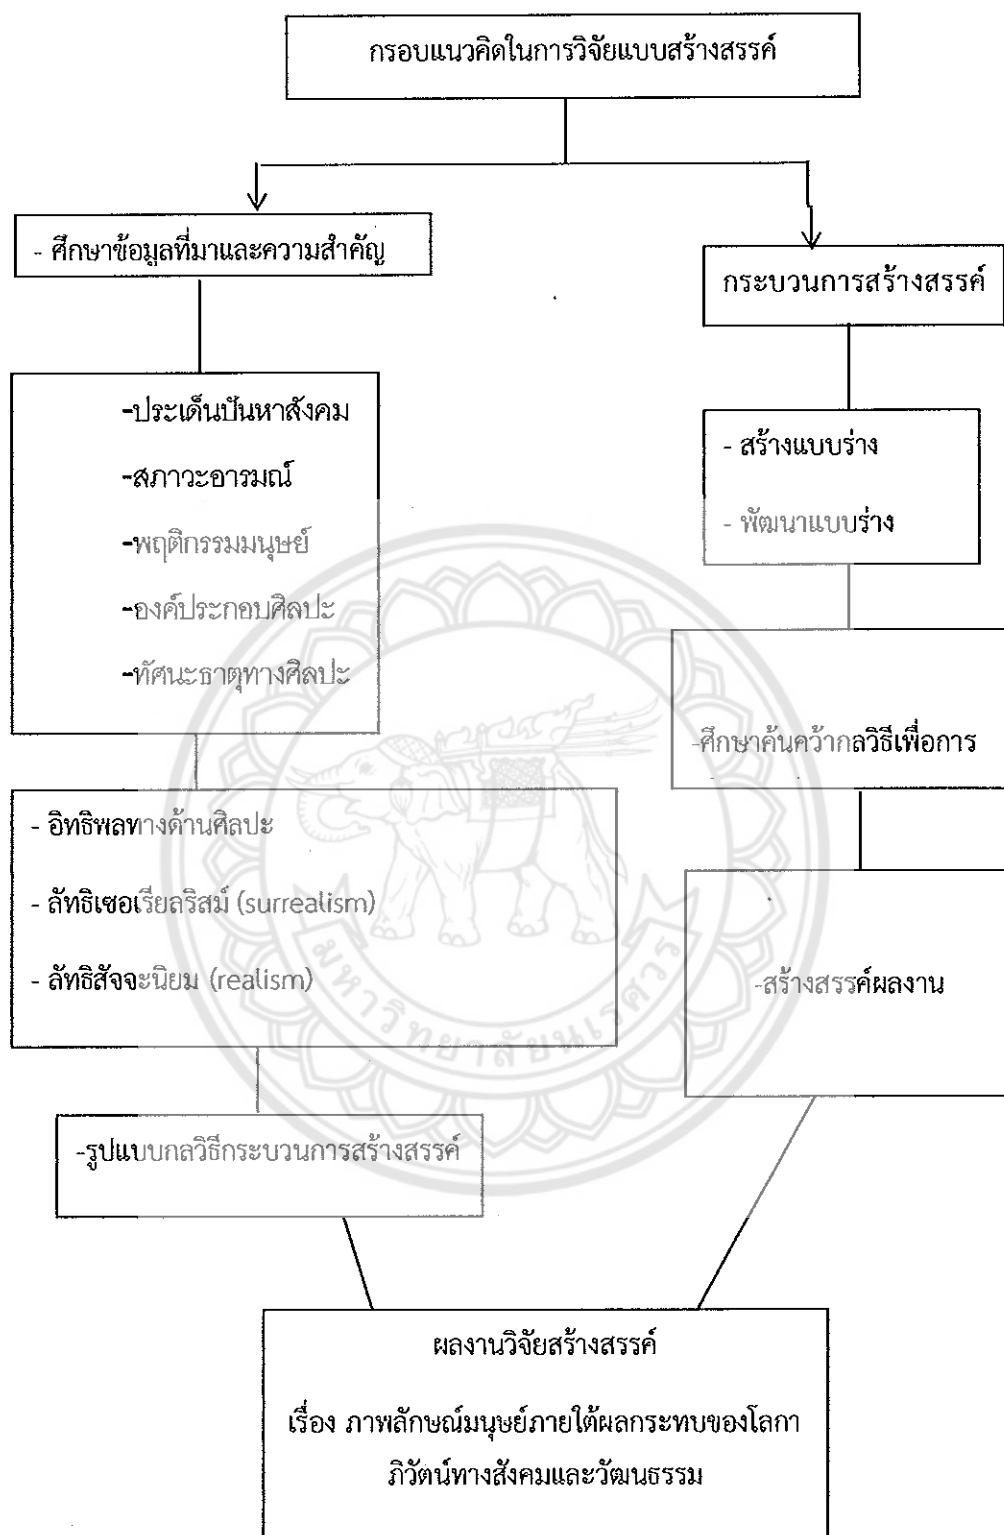 กรอบแนวคิดในการวิจัยแบบสร้างสรรค์
- ศึกษาข้อมูลที่มาและความสำคัญ
-ประเด็นปันหาสังคม
-สภาวะอารมณ์
-พฤติกรรมมนุษย์
-องค์ประกอบศิลปะ
-ทัศนะธาตุทางศิลปะ
- อิทธิพลทางด้านศิลปะ
- ลัทธิเซอเรียลริสม์ (surrealism)
- ลัทธิสัจจะนิยม (realism)
-รูปแบบกลวิธีกระบวนการสร้างสรรค์
กระบวนการสร้างสรรค์
- สร้างแบบร่าง
- พัฒนาแบบร่าง
-ศึกษาค้นคว้ากลวิธีเพื่อการ
-สร้างสรรค์ผลงาน
ผลงานวิจัยสร้างสรรค์
เรื่อง ภาพลักษณ์มนุษย์ภายใต้ผลกระทบของโลกา
ภิวัตน์ทางสังคมและวัฒนธรรม
มหาวิทยาลัยนเรศวร